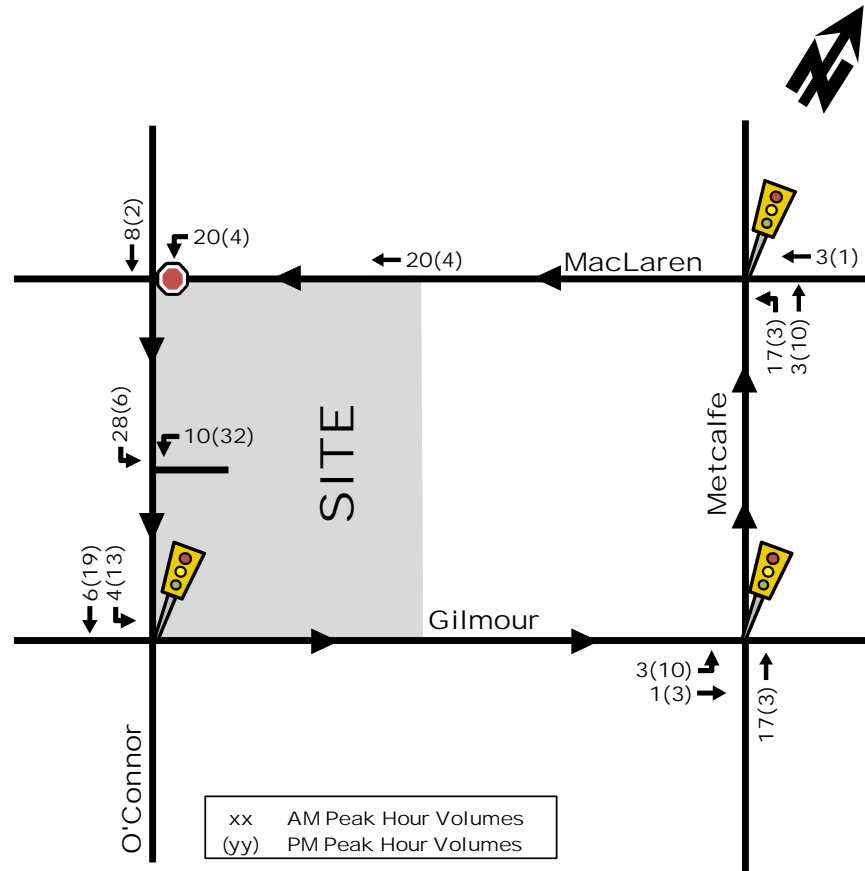 N
8(2)
20(4)
20(4)
MacLaren
3(1)
17(3)
3(10)
28(6)
10(32)
SITE
Metcalfe
6(19)
4(13)
Gilmour
3(10)
1(3)
17(3)
O'Connor
xx AM Peak Hour Volumes
(yy) PM Peak Hour Volumes